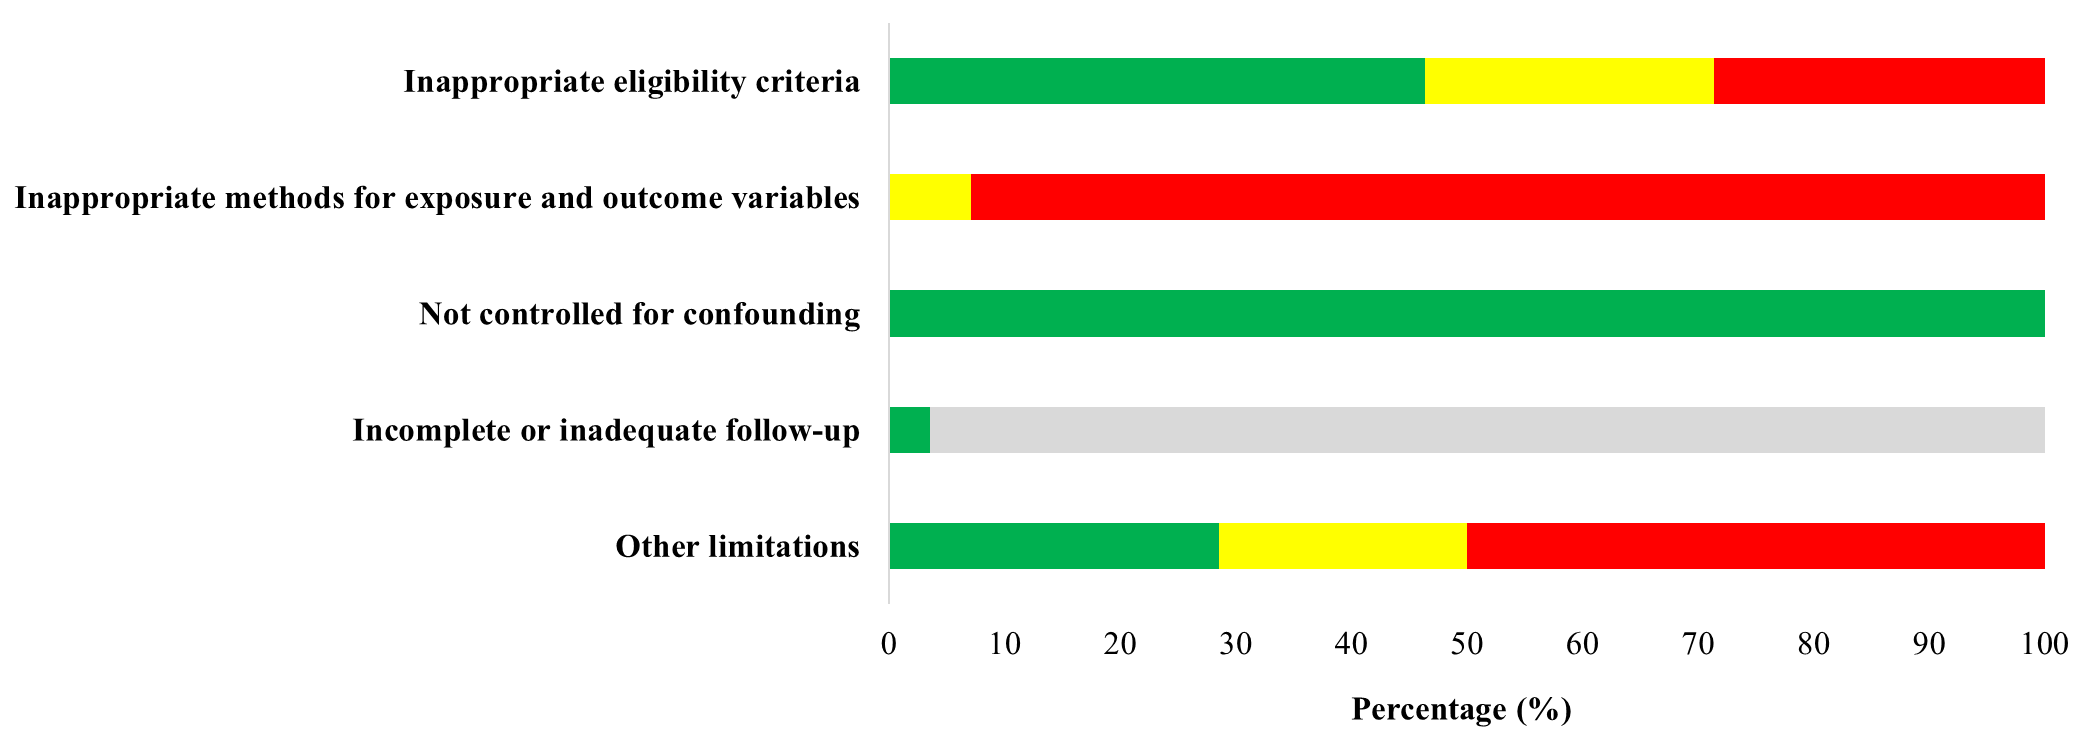 Inappropriate eligibility criteria
Inappropriate methods for exposure and outcome variables
Not controlled for confounding
Incomplete or inadequate follow-up
Other limitations
0 10 20 30 40 50 60 70 80 90 100
Percentage (%)